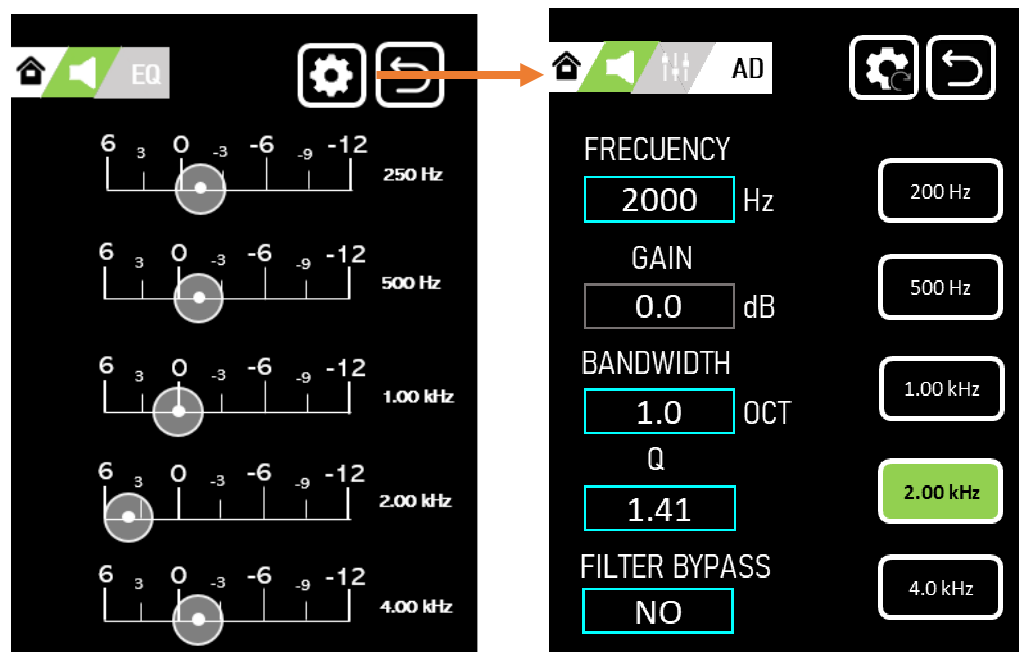 EQ
6 3 0 -3 -6 -9 -12
250 Hz
6 3 0 -3 -6 -9 -12
500 Hz
6 3 0 -3 -6 -9 -12
1.00 kHz
6 3 0 -3 -6 -9 -12
2.00 kHz
6 3 0 -3 -6 -9 -12
4.00 kHz
AD
FRECUENCY
2000 Hz
GAIN
0.0 dB
BANDWIDTH
1.0 OCT
Q
1.41
FILTER BYPASS
NO
200 Hz
500 Hz
1.00 kHz
2.00 kHz
4.0 kHz